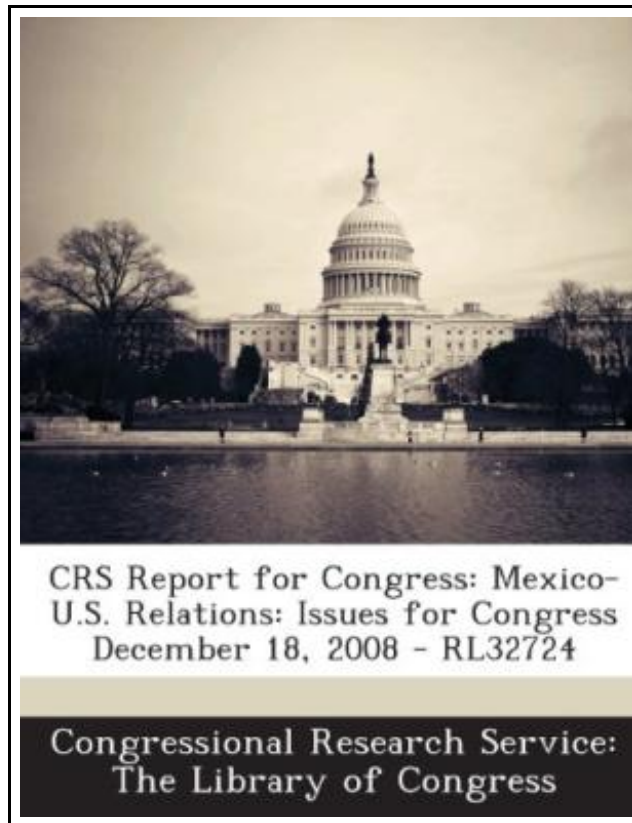 CRS Report for Congress: Mexico-
U.S. Relations: Issues for Congress
December 18, 2008 - RL32724
Congressional Research Service:
The Library of Congress